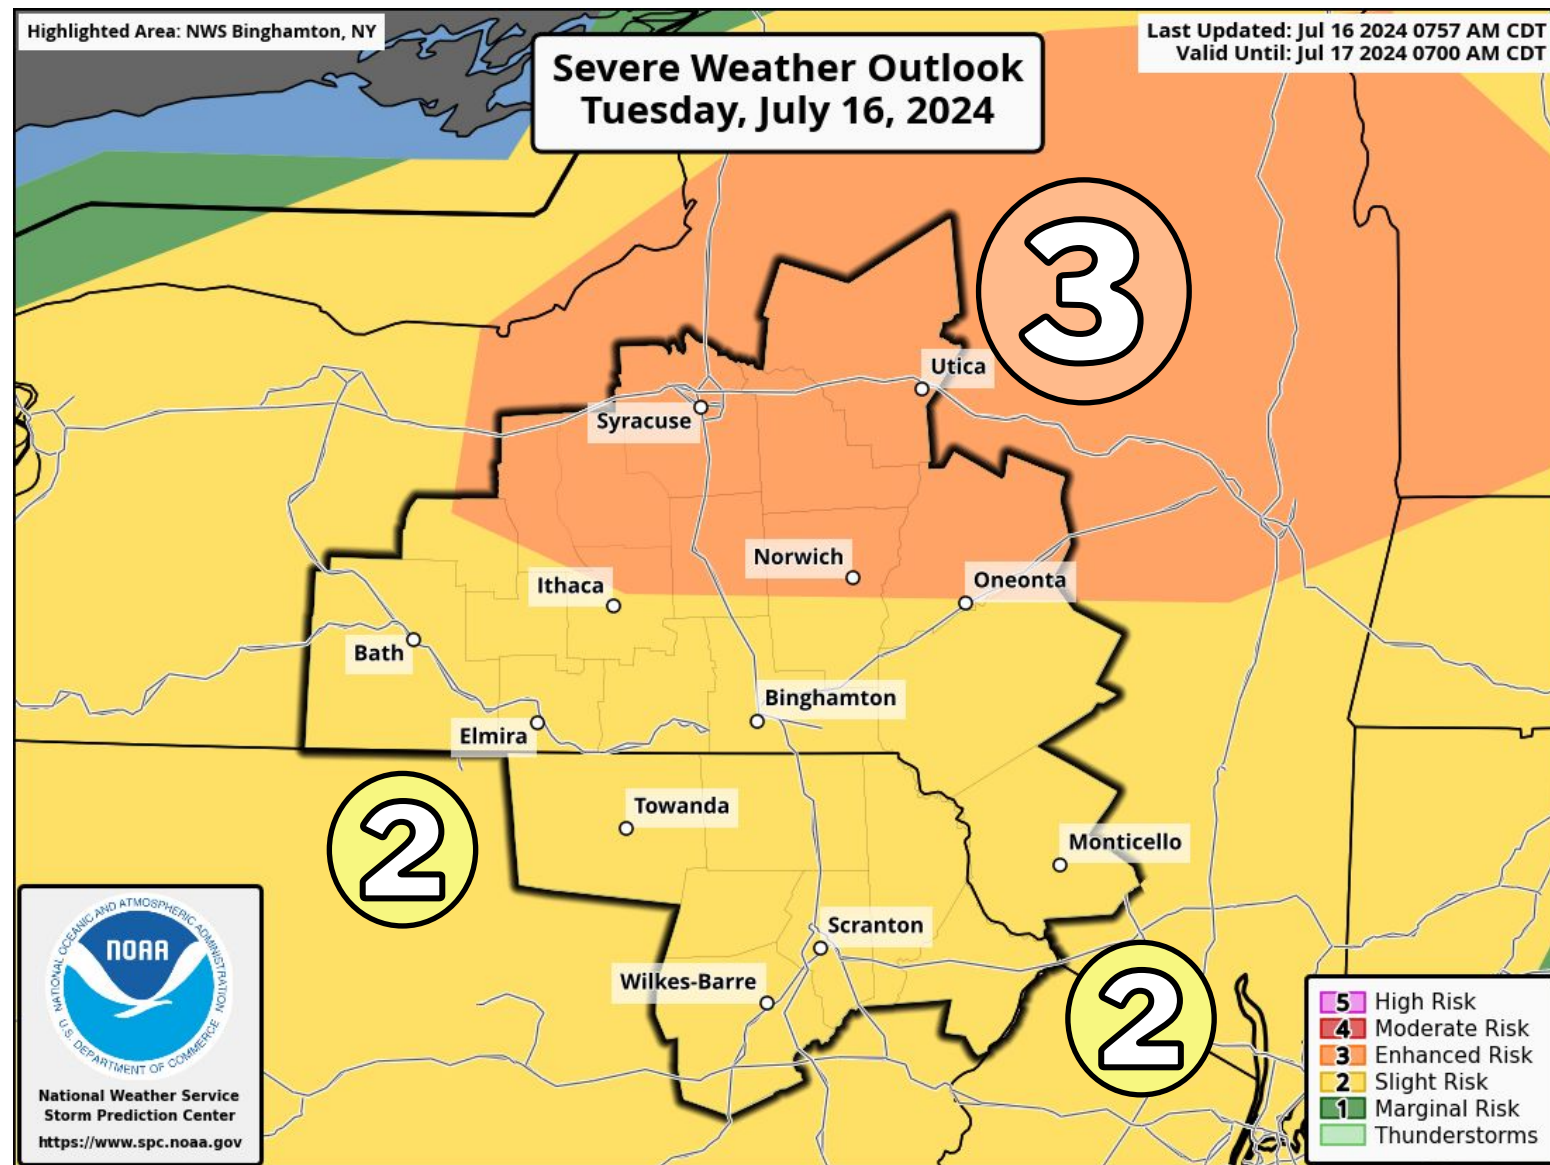 Highlighted Area: NWS Binghamton, NY
Last Updated: Jul 16 2024 0757 AM CDT
Valid Until: Jul 17 2024 0700 AM CDT
Severe Weather Outlook
Tuesday, July 16, 2024
3
Utica
Syracuse
Norwich
Ithaca
Oneonta
Bath
Binghamton
Elmira
2
Towanda
Monticello
Scranton
Wilkes-Barre
2
NATIONAL OCEANIC AND ATMOSPHERIC ADMINISTRATION
NOAA
U.S. DEPARTMENT OF COMMERCE
National Weather Service
Storm Prediction Center
https://www.spc.noaa.gov
5 High Risk
4 Moderate Risk
3 Enhanced Risk
2 Slight Risk
1 Marginal Risk
Thunderstorms